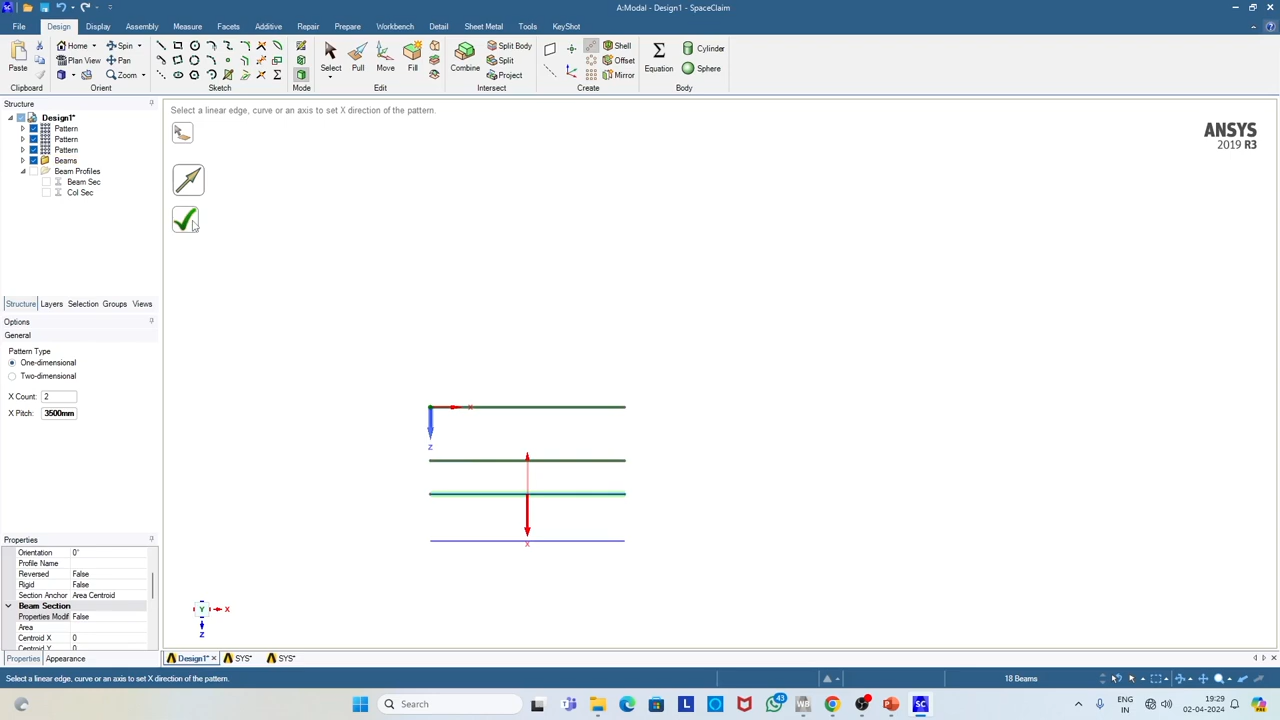 A:Modal - Design1 - SpaceClaim
File Design Display Assembly Measure Facets Additive Repair Prepare Workbench Detail Sheet Metal Tools KeyShot
Paste
Clipboard
Home Spin
Plan View Pan
Zoom
Orient
Sketch
Mode
Select Pull Move Fill
Edit
Combine
Split Body
Split
Project
Intersect
Shell
Offset
Mirror
Create
Equation
Cylinder
Sphere
Body
Structure
Design1*
Pattern
Pattern
Pattern
Beams
Beam Profiles
Beam Sec
Col Sec
Structure Layers Selection Groups Views
Options
General
Pattern Type
One-dimensional
Two-dimensional
X Count: 2
X Pitch: 3500mm
Properties
Orientation 0°
Profile Name
Reversed False
Rigid False
Section Anchor Area Centroid
Beam Section
Properties Modif False
Area
Centroid X 0
Centroid Y 0
Properties Appearance
Select a linear edge, curve or an axis to set X direction of the pattern.
ANSYS
2019 R3
X
Z
X
Y X
Z
Design1* SYS* SYS*
Select a linear edge, curve or an axis to set X direction of the pattern.
18 Beams
Search
43
ENG
IN
19:29
02-04-2024